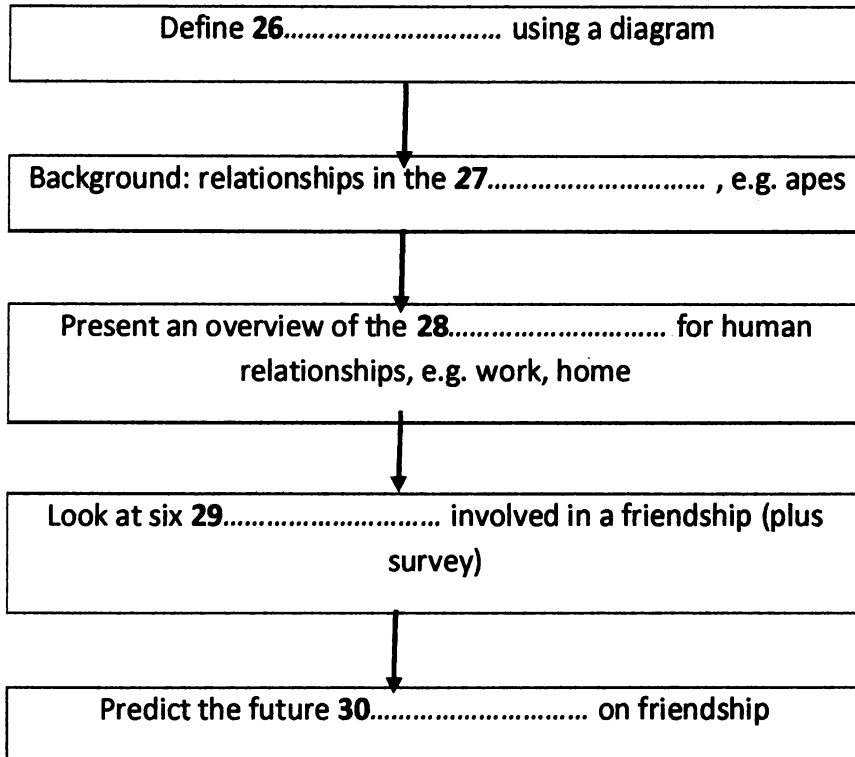 Define 26.............................. using a diagram
Background: relationships in the 27.............................. , e.g. apes
Present an overview of the 28.............................. for human
relationships, e.g. work, home
Look at six 29.............................. involved in a friendship (plus
survey)
Predict the future 30.............................. on friendship